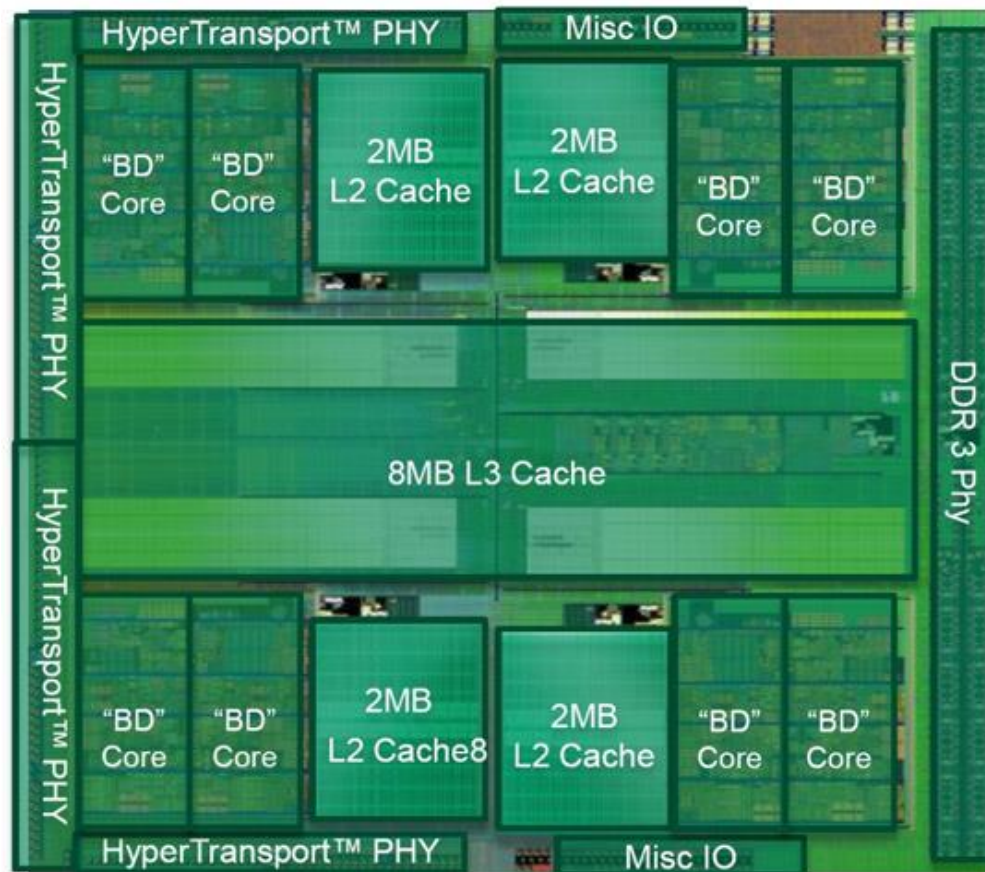 HyperTransport™ PHY
Misc IO
HyperTransport™ PHY
"BD"
Core
"BD"
Core
2MB
L2 Cache
2MB
L2 Cache
"BD"
Core
"BD"
Core
8MB L3 Cache
DDR 3 Phy
HyperTransport™ PHY
"BD"
Core
"BD"
Core
2MB
L2 Cache8
2MB
L2 Cache
"BD"
Core
"BD"
Core
HyperTransport™ PHY
Misc IO